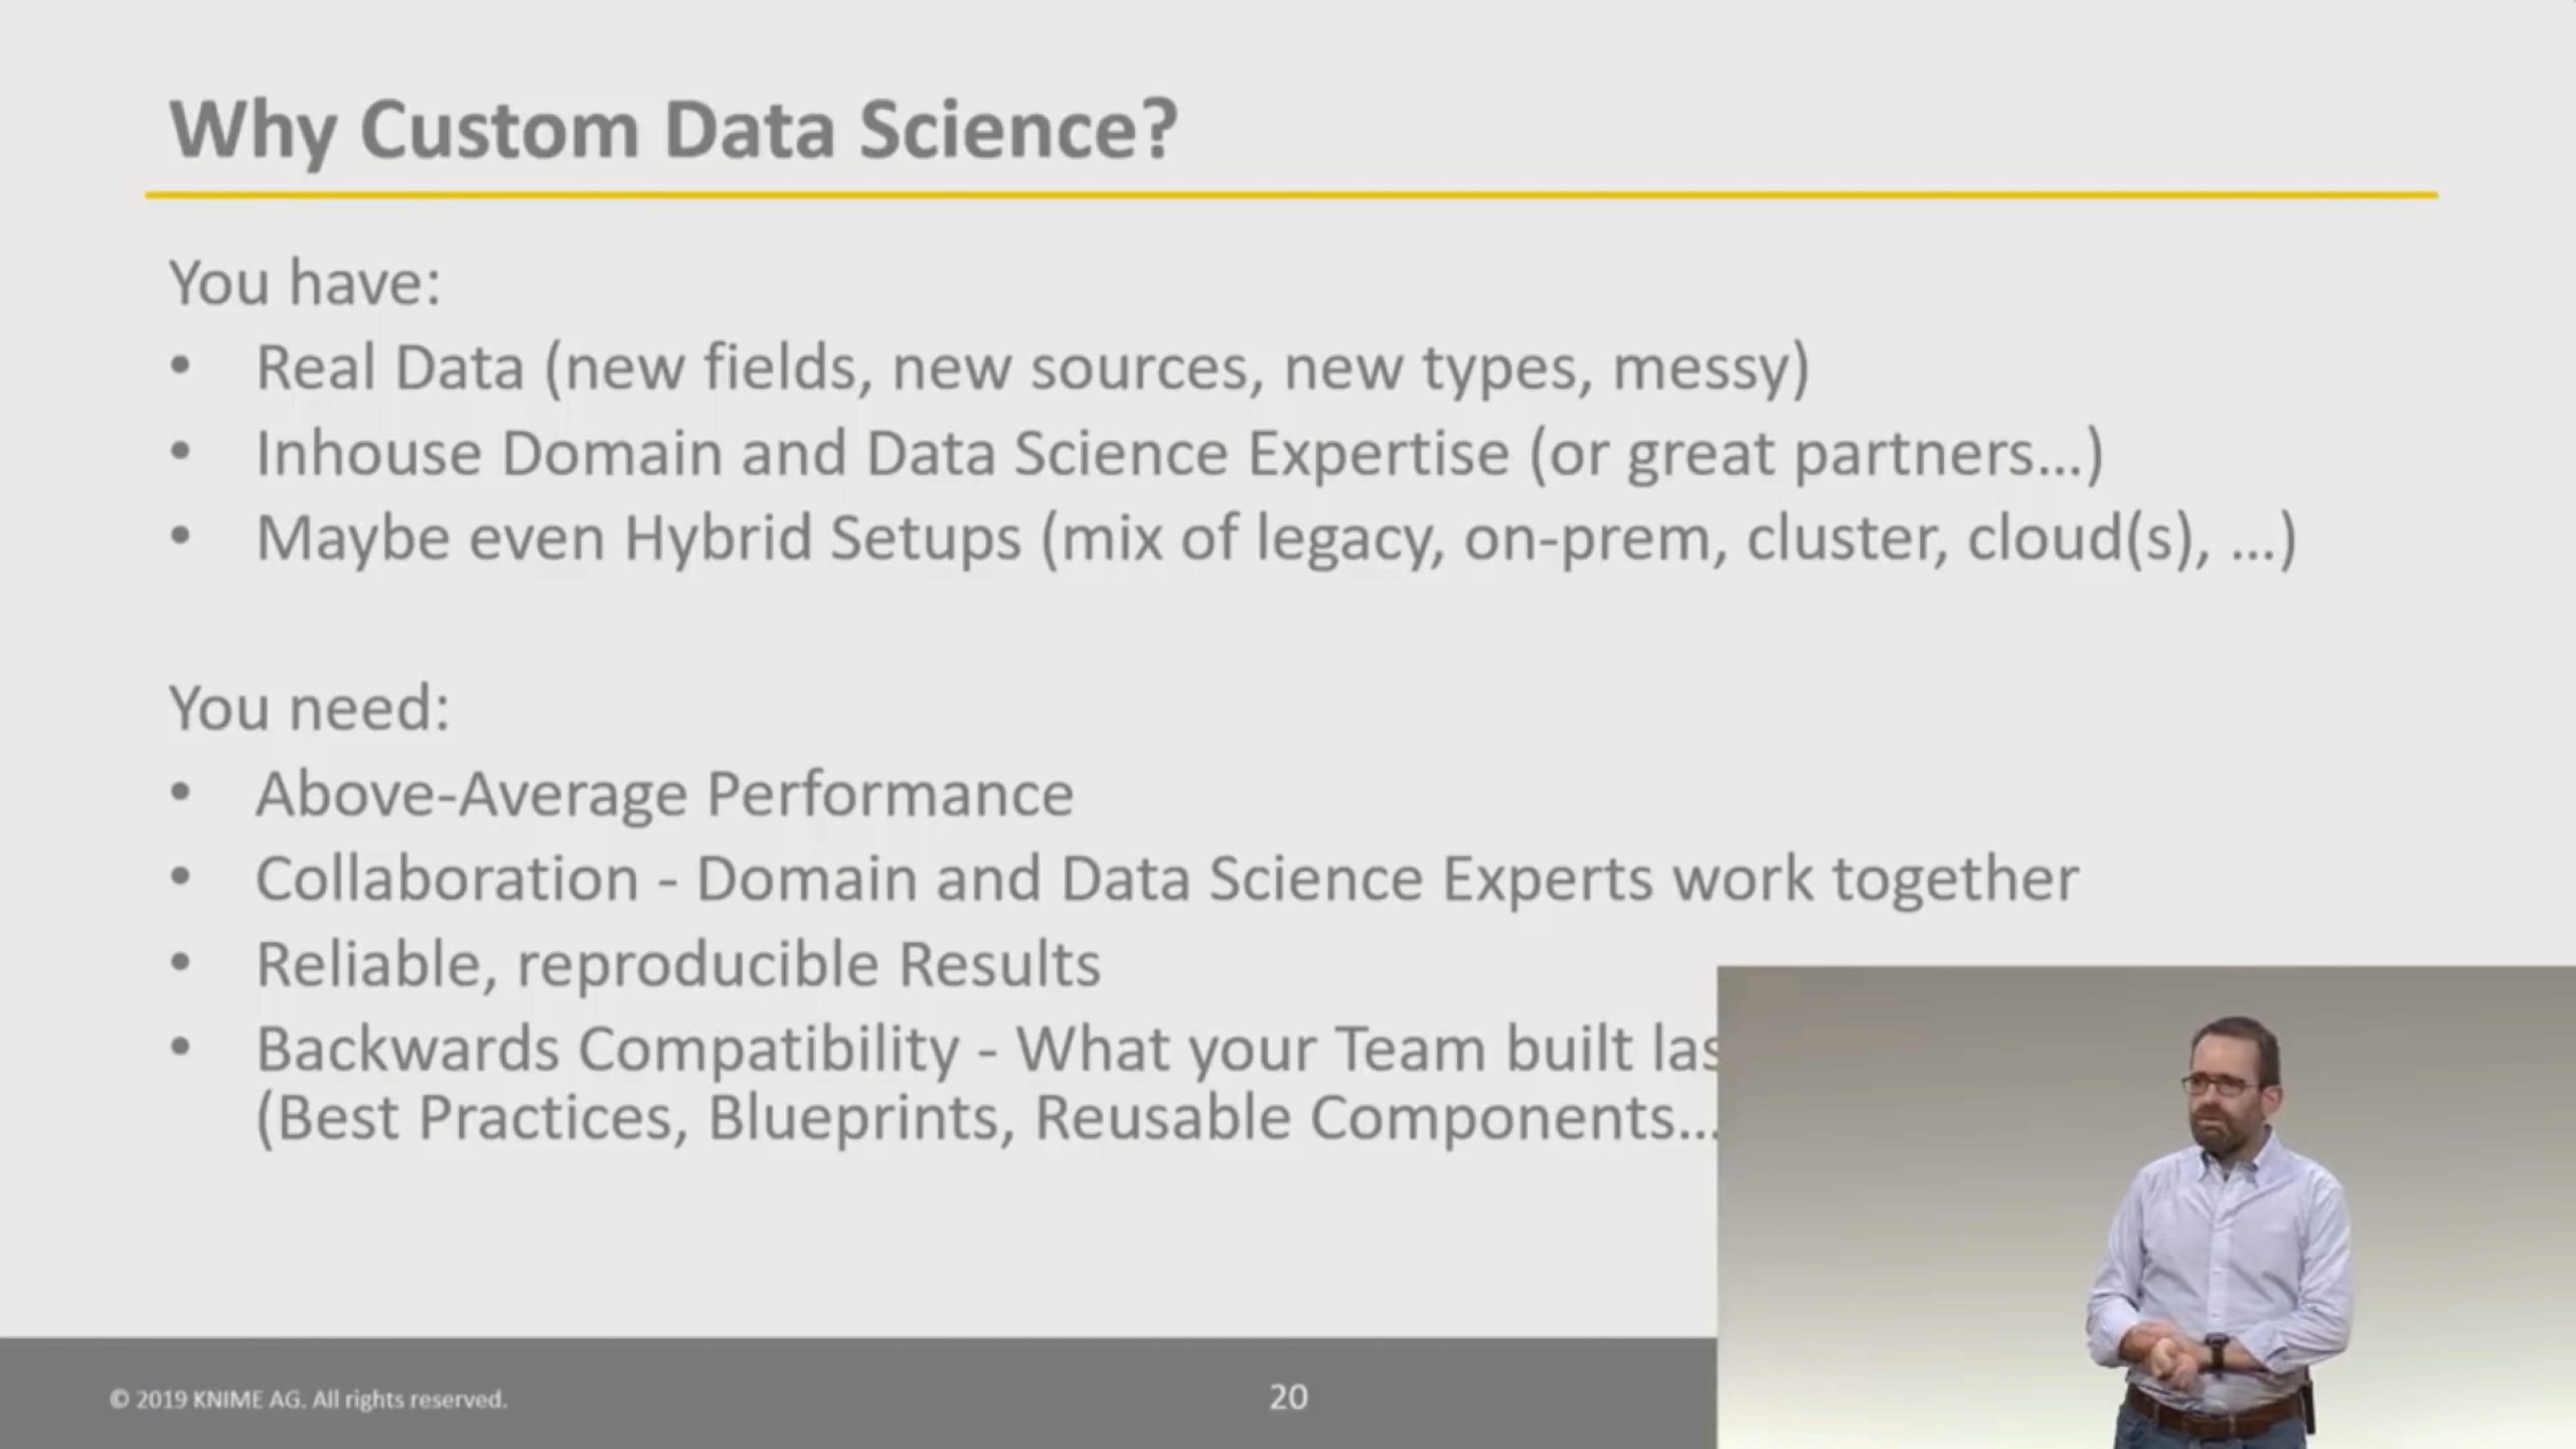 Why Custom Data Science?
You have:
• Real Data (new fields, new sources, new types, messy)
• Inhouse Domain and Data Science Expertise (or great partners...)
• Maybe even Hybrid Setups (mix of legacy, on-prem, cluster, cloud(s), ...)
You need:
• Above-Average Performance
• Collaboration - Domain and Data Science Experts work together
• Reliable, reproducible Results
• Backwards Compatibility - What your Team built
(Best Practices, Blueprints, Reusable Components...
© 2019 KNIME AG. All rights reserved.
20